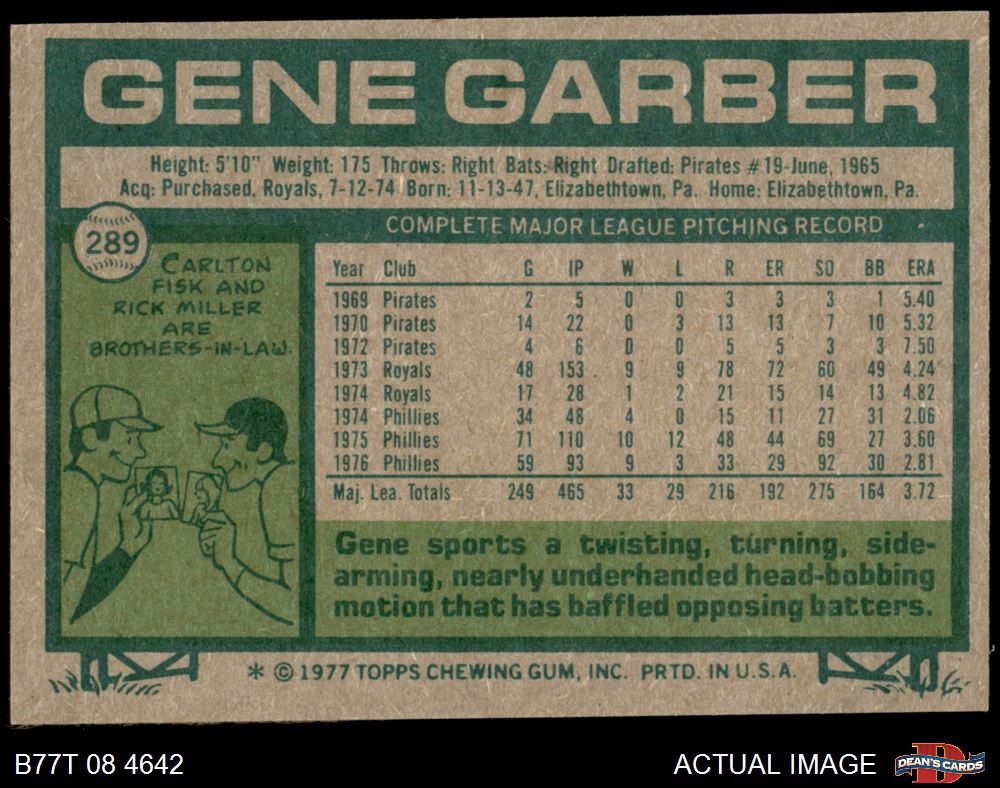 GENE GARBER
Height: 5'10" Weight: 175 Throws: Right Bats: Right Drafted: Pirates #19-June, 1965
Acq: Purchased, Royals, 7-12-74 Born: 11-13-47, Elizabethtown, Pa. Home: Elizabethtown, Pa.
289
CARLTON
FISK AND
RICK MILLER
ARE
BROTHERS-IN-LAW.
COMPLETE MAJOR LEAGUE PITCHING RECORD
Year Club G IP W L R ER SO BB ERA
1969 Pirates 2 5 0 0 3 3 3 1 5.40
1970 Pirates 14 22 0 3 13 13 7 10 5.32
1972 Pirates 4 6 0 0 5 5 3 3 7.50
1973 Royals 48 153 9 9 78 72 60 49 4.24
1974 Royals 17 28 1 2 21 15 14 13 4.82
1974 Phillies 34 48 4 0 15 11 27 31 2.06
1975 Phillies 71 110 10 12 48 44 69 27 3.60
1976 Phillies 59 93 9 3 33 29 92 30 2.81
Maj. Lea. Totals 249 465 33 29 216 192 275 164 3.72
Gene sports a twisting, turning, side-
arming, nearly underhanded head-bobbing
motion that has baffled opposing batters.
* © 1977 TOPPS CHEWING GUM, INC. PRTD. IN U.S.A.
B77T 08 4642
ACTUAL IMAGE
D
DEAN'S CARDS